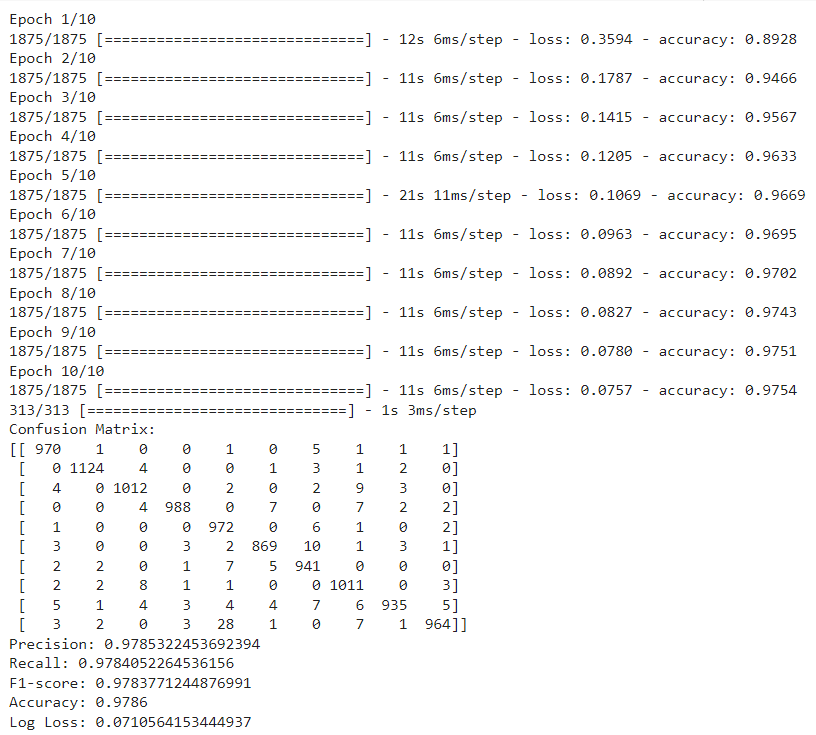 Epoch 1/10
1875/1875 [==============================] - 12s 6ms/step - loss: 0.3594 - accuracy: 0.8928
Epoch 2/10
1875/1875 [==============================] - 11s 6ms/step - loss: 0.1787 - accuracy: 0.9466
Epoch 3/10
1875/1875 [==============================] - 11s 6ms/step - loss: 0.1415 - accuracy: 0.9567
Epoch 4/10
1875/1875 [==============================] - 11s 6ms/step - loss: 0.1205 - accuracy: 0.9633
Epoch 5/10
1875/1875 [==============================] - 21s 11ms/step - loss: 0.1069 - accuracy: 0.9669
Epoch 6/10
1875/1875 [==============================] - 11s 6ms/step - loss: 0.0963 - accuracy: 0.9695
Epoch 7/10
1875/1875 [==============================] - 11s 6ms/step - loss: 0.0892 - accuracy: 0.9702
Epoch 8/10
1875/1875 [==============================] - 11s 6ms/step - loss: 0.0827 - accuracy: 0.9743
Epoch 9/10
1875/1875 [==============================] - 11s 6ms/step - loss: 0.0780 - accuracy: 0.9751
Epoch 10/10
1875/1875 [==============================] - 11s 6ms/step - loss: 0.0757 - accuracy: 0.9754
313/313 [==============================] - 1s 3ms/step
Confusion Matrix:
[[ 970    1    0    0    1    0    5    1    1    1]
 [   0 1124    4    0    0    1    3    1    2    0]
 [   4    0 1012    0    2    0    2    9    3    0]
 [   0    0    4  988    0    7    0    7    2    2]
 [   1    0    0    0  972    0    6    1    0    2]
 [   3    0    0    3    2  869   10    1    3    1]
 [   2    2    0    1    7    5  941    0    0    0]
 [   2    2    8    1    1    0    0 1011    0    3]
 [   5    1    4    3    4    4    7    6  935    5]
 [   3    2    0    3   28    1    0    7    1  964]]
Precision: 0.9785322453692394
Recall: 0.9784052264536156
F1-score: 0.9783771244876991
Accuracy: 0.9786
Log Loss: 0.0710564153444937